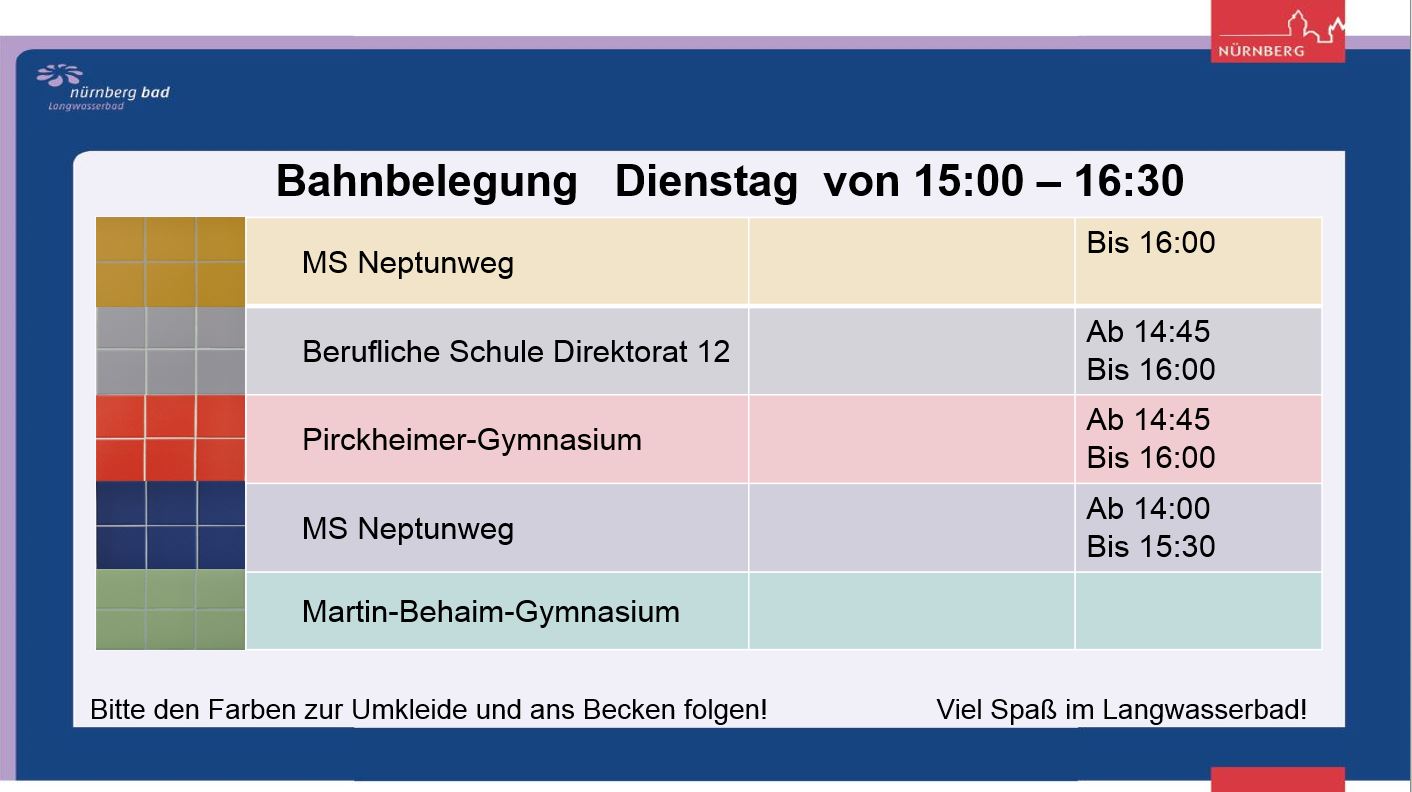 NÜRNBERG
nürnberg bad
Langwasserbad
Bahnbelegung Dienstag von 15:00 – 16:30
MS Neptunweg
Bis 16:00
Berufliche Schule Direktorat 12
Ab 14:45
Bis 16:00
Pirckheimer-Gymnasium
Ab 14:45
Bis 16:00
MS Neptunweg
Ab 14:00
Bis 15:30
Martin-Behaim-Gymnasium
Bitte den Farben zur Umkleide und ans Becken folgen!
Viel Spaß im Langwasserbad!